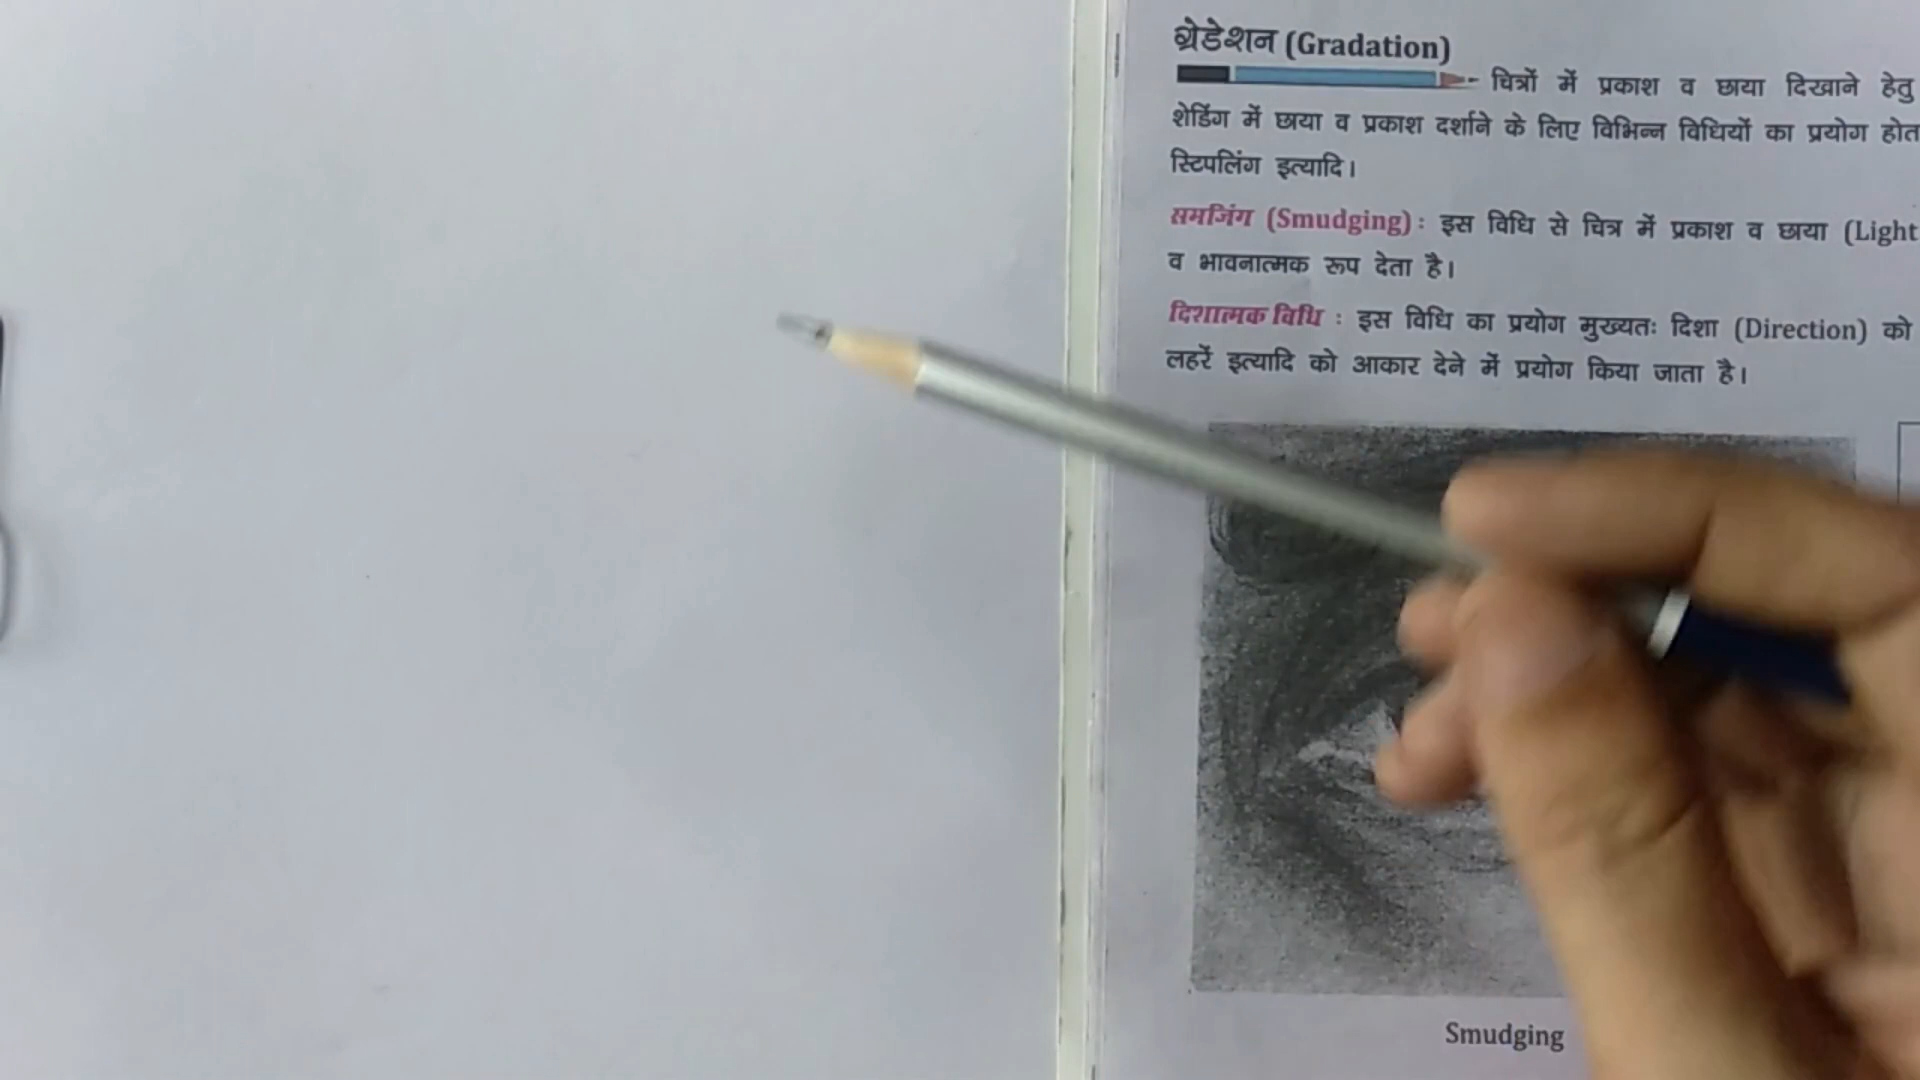 ग्रेडेशन (Gradation)
- चित्रों में प्रकाश व छाया दिखाने हेतु
शेडिंग में छाया व प्रकाश दर्शाने के लिए विभिन्न विधियों का प्रयोग होत
स्टिपलिंग इत्यादि।
समजिंग (Smudging) : इस विधि से चित्र में प्रकाश व छाया (Light
व भावनात्मक रूप देता है।
दिशात्मक विधि : इस विधि का प्रयोग मुख्यतः दिशा (Direction) को
लहरें इत्यादि को आकार देने में प्रयोग किया जाता है।
Smudging